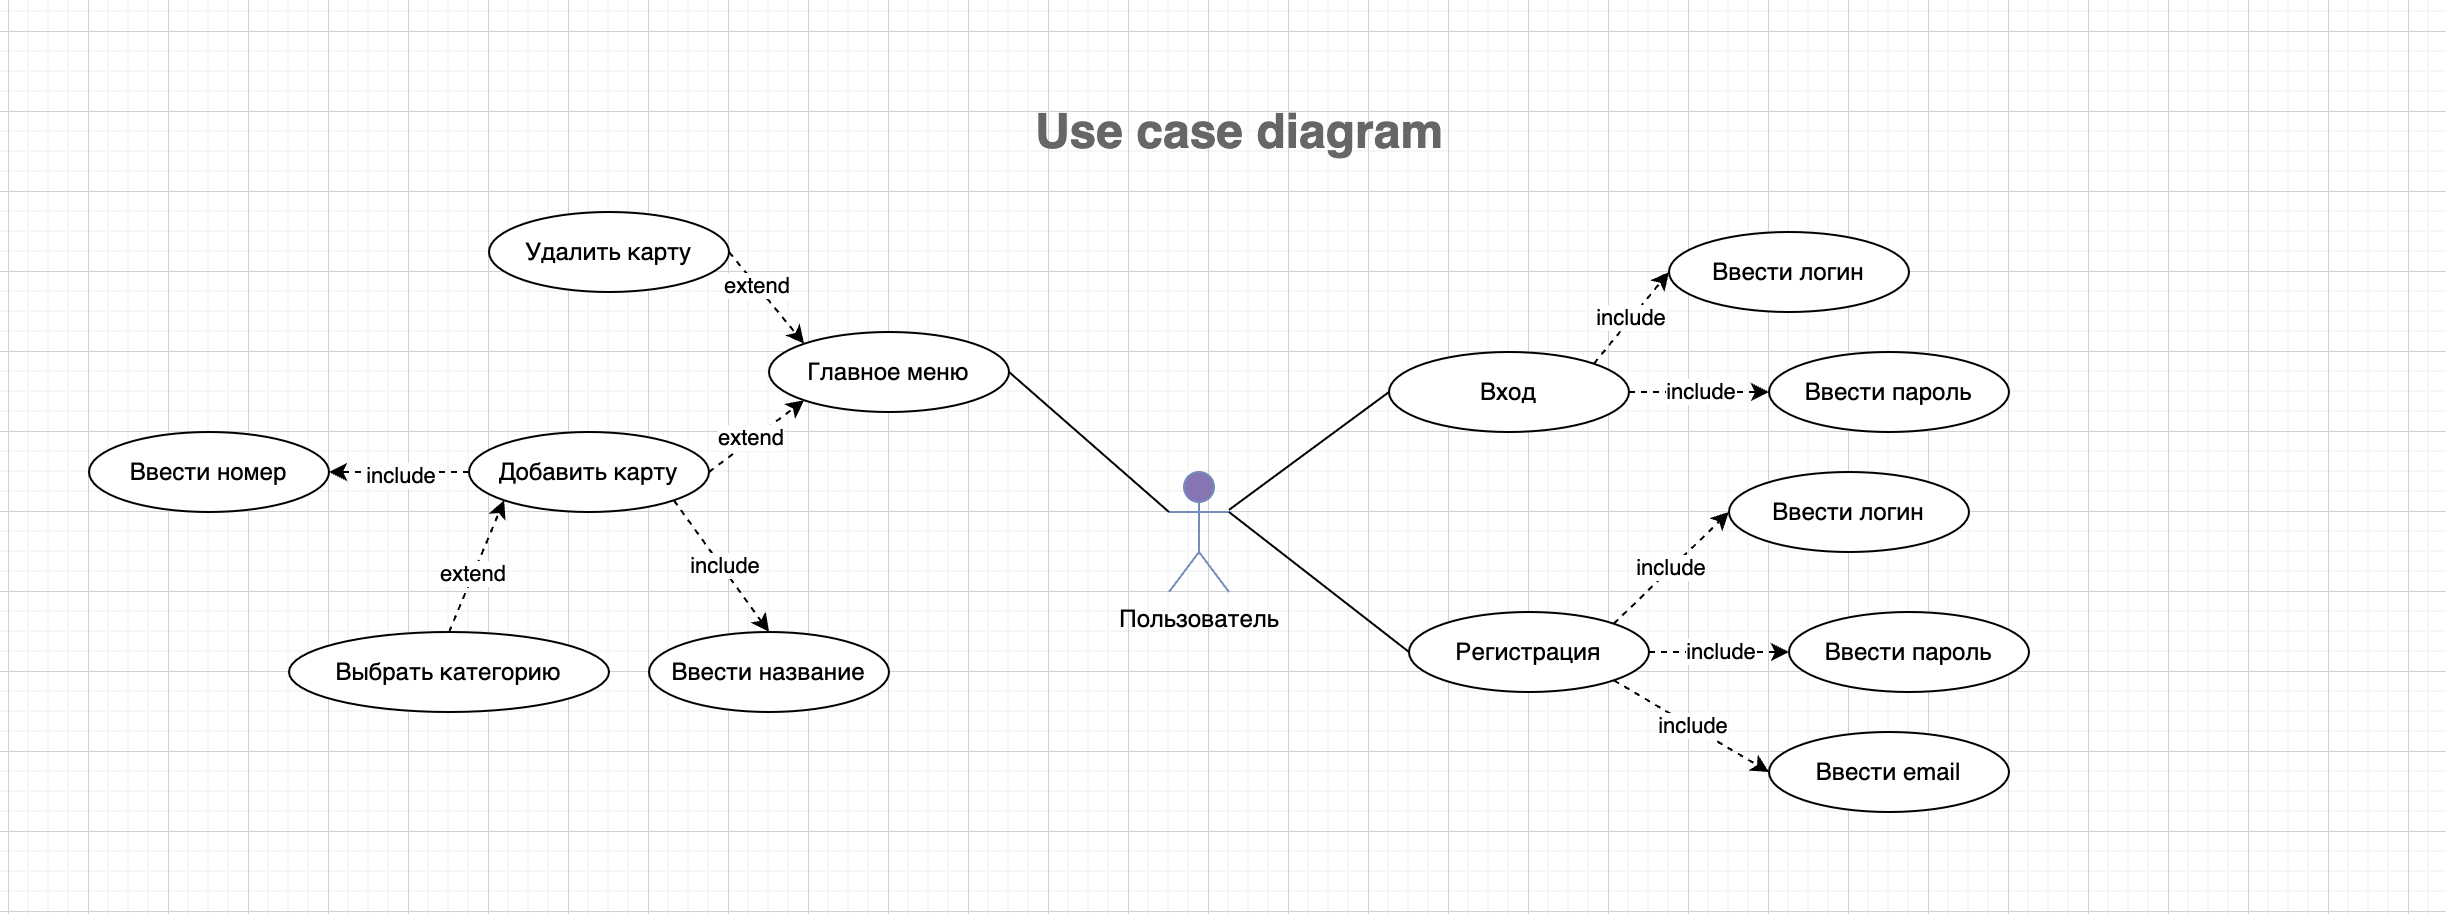 Use case diagram
Удалить карту
extend
Главное меню
extend
Ввести номер
include
Добавить карту
extend
include
Выбрать категорию
Ввести название
Пользователь
Ввести логин
include
Вход
include
Ввести пароль
Ввести логин
include
Регистрация
include
Ввести пароль
include
Ввести email